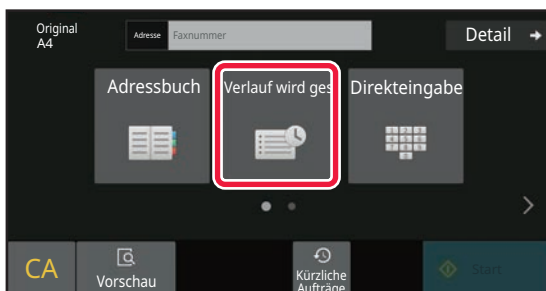 Original
A4
Adresse
Faxnummer
Detail
Adressbuch
Verlauf wird ges
Direkteingabe
CA
Vorschau
Kürzliche
Aufträge
Start